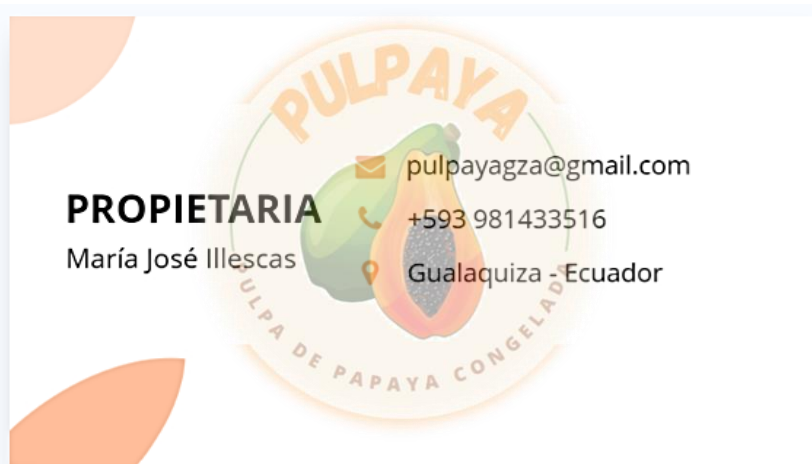 PULPAYA
pulpayagza@gmail.com
PROPIETARIA
+593 981433516
María José Illescas
Gualaquiza - Ecuador
PULPA DE PAPAYA CONGELADA